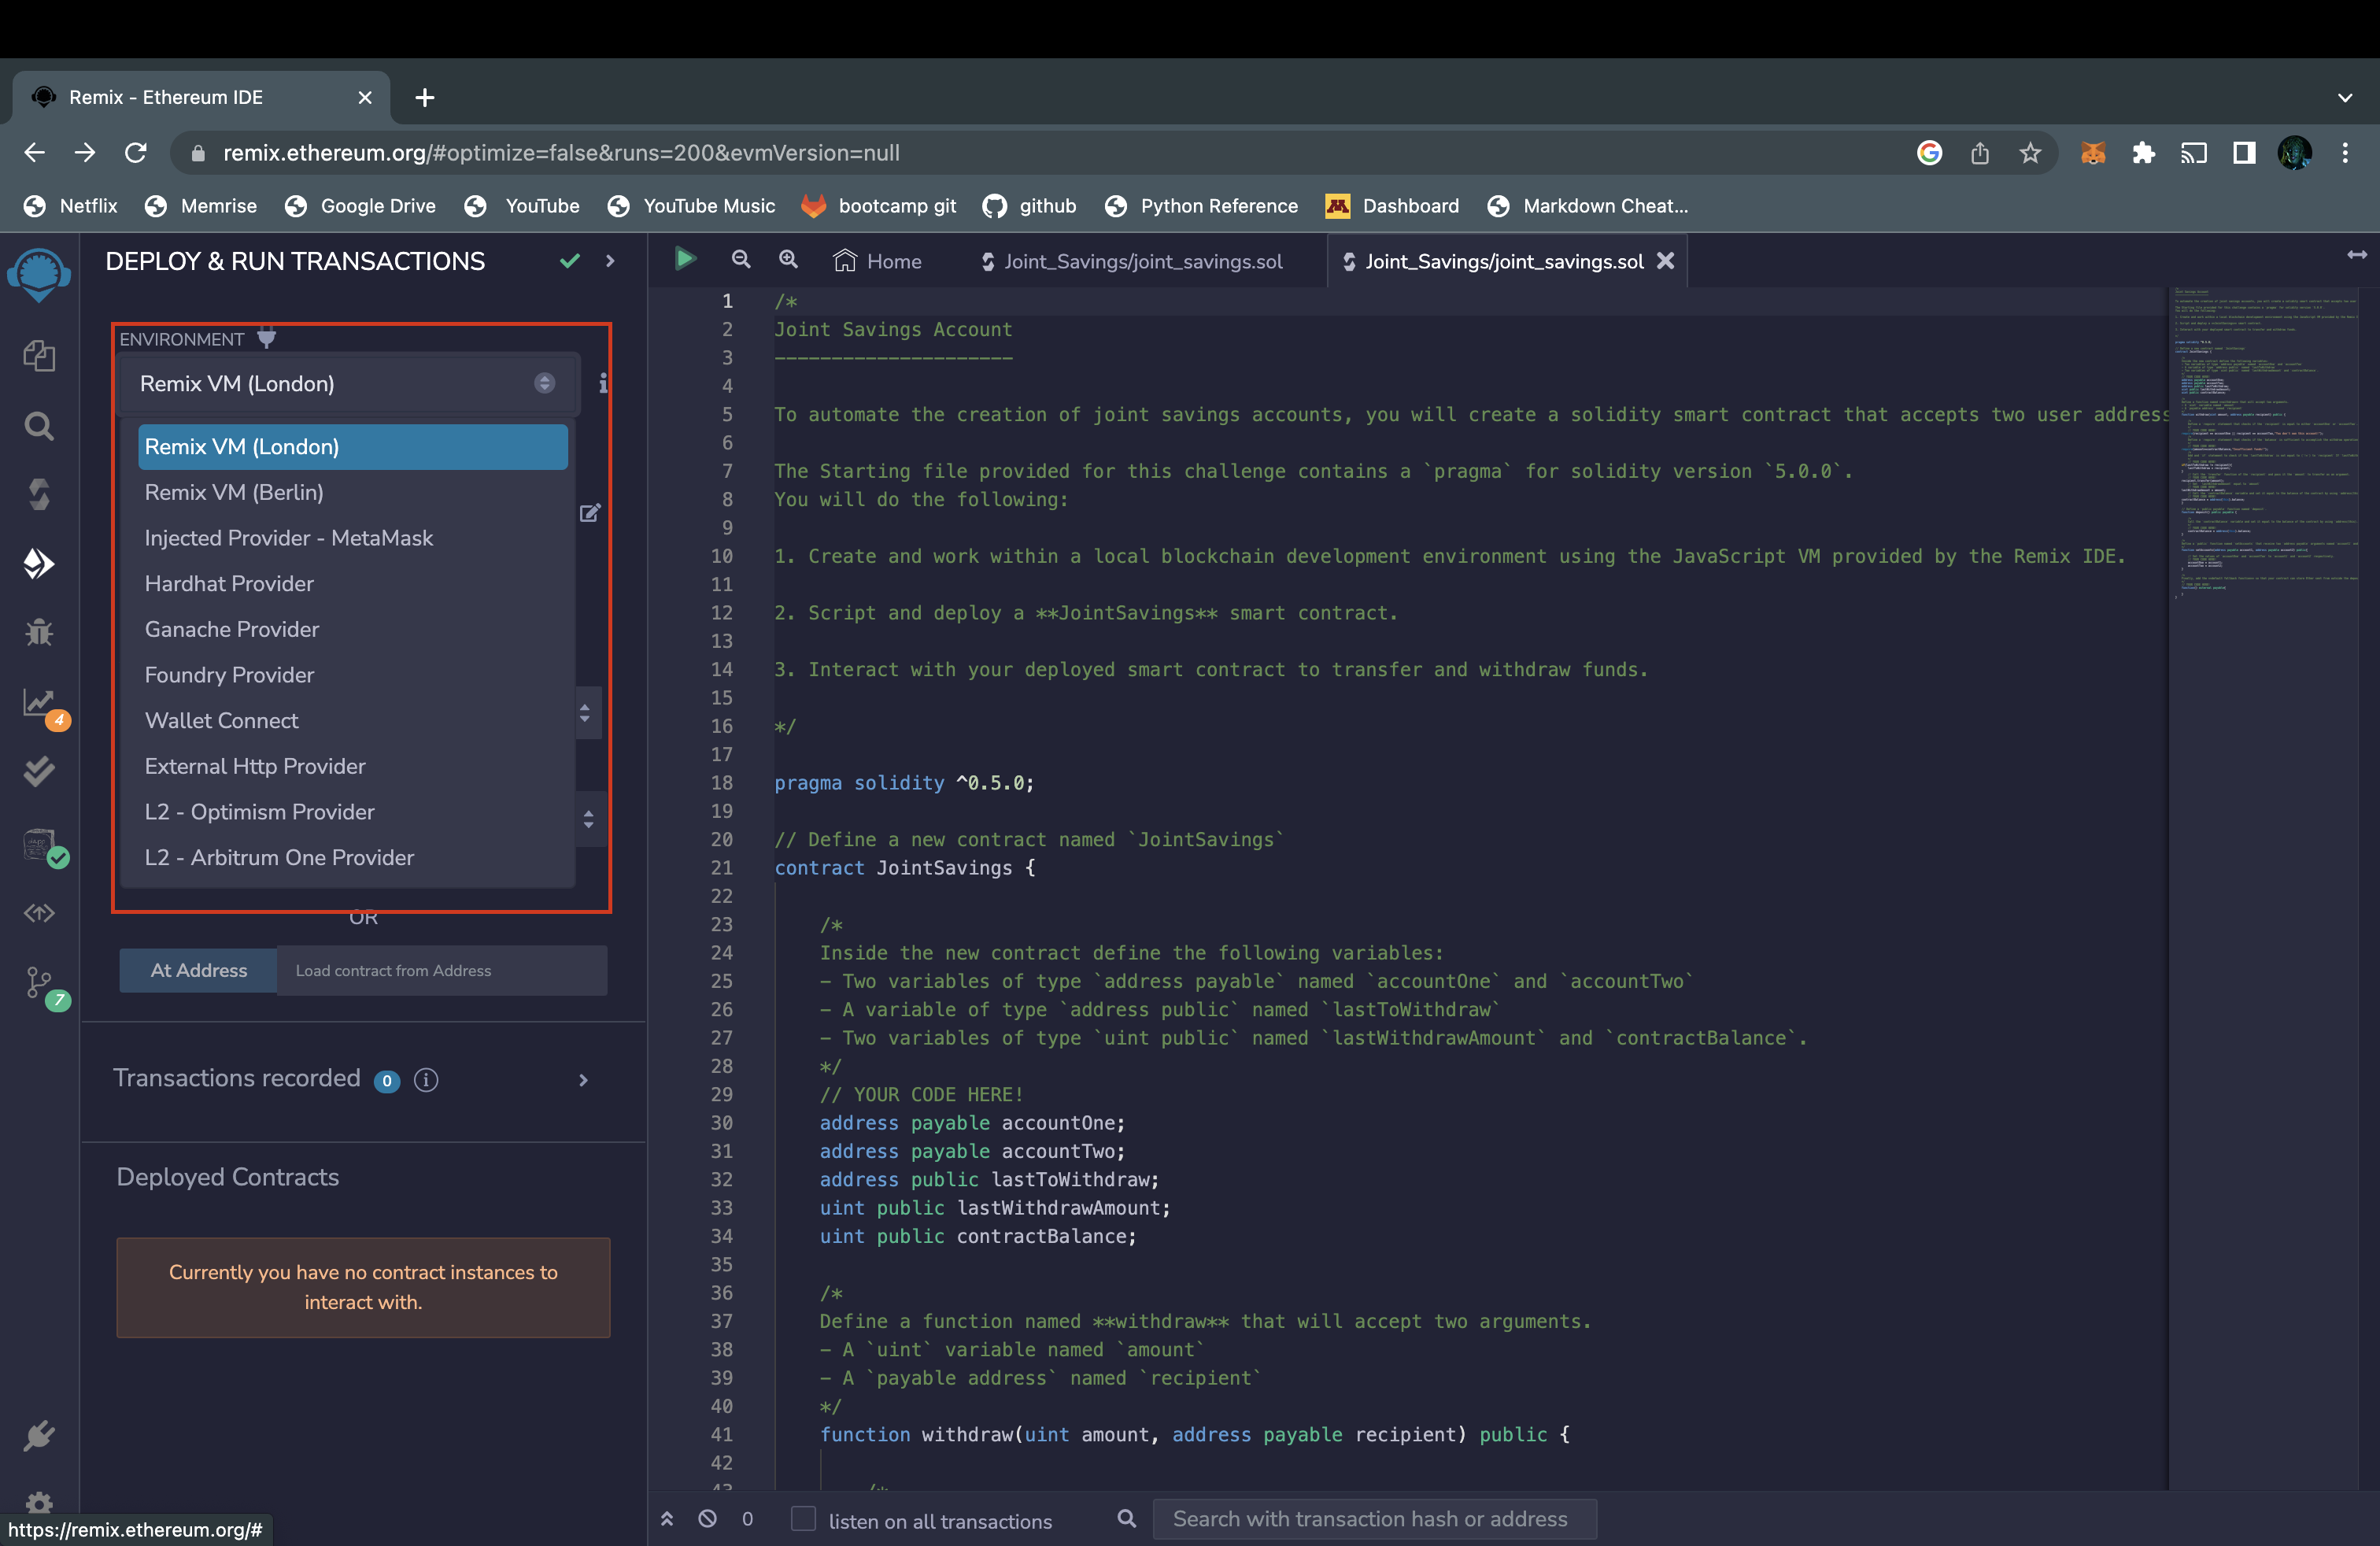 Remix - Ethereum IDE
remix.ethereum.org/#optimize=false&runs=200&evmVersion=null
Netflix
Memrise
Google Drive
YouTube
YouTube Music
bootcamp git
github
Python Reference
Dashboard
Markdown Cheat...
DEPLOY & RUN TRANSACTIONS
ENVIRONMENT
Remix VM (London)
Remix VM (London)
Remix VM (Berlin)
Injected Provider - MetaMask
Hardhat Provider
Ganache Provider
Foundry Provider
Wallet Connect
External Http Provider
L2 - Optimism Provider
L2 - Arbitrum One Provider
OR
At Address
Load contract from Address
Transactions recorded 0 i
Deployed Contracts
Currently you have no contract instances to
interact with.
4
7
https://remix.ethereum.org/#
Home
Joint_Savings/joint_savings.sol
Joint_Savings/joint_savings.sol
1 /*
2 Joint Savings Account
3 ---------------------
4
5 To automate the creation of joint savings accounts, you will create a solidity smart contract that accepts two user address
6
7 The Starting file provided for this challenge contains a `pragma` for solidity version `5.0.0`.
8 You will do the following:
9
10 1. Create and work within a local blockchain development environment using the JavaScript VM provided by the Remix IDE.
11
12 2. Script and deploy a **JointSavings** smart contract.
13
14 3. Interact with your deployed smart contract to transfer and withdraw funds.
15
16 */
17
18 pragma solidity ^0.5.0;
19
20 // Define a new contract named `JointSavings`
21 contract JointSavings {
22
23 /*
24 Inside the new contract define the following variables:
25 - Two variables of type `address payable` named `accountOne` and `accountTwo`
26 - A variable of type `address public` named `lastToWithdraw`
27 - Two variables of type `uint public` named `lastWithdrawAmount` and `contractBalance`.
28 */
29 // YOUR CODE HERE!
30 address payable accountOne;
31 address payable accountTwo;
32 address public lastToWithdraw;
33 uint public lastWithdrawAmount;
34 uint public contractBalance;
35
36 /*
37 Define a function named **withdraw** that will accept two arguments.
38 - A `uint` variable named `amount`
39 - A `payable address` named `recipient`
40 */
41 function withdraw(uint amount, address payable recipient) public {
42
43 /*
0
listen on all transactions
Search with transaction hash or address